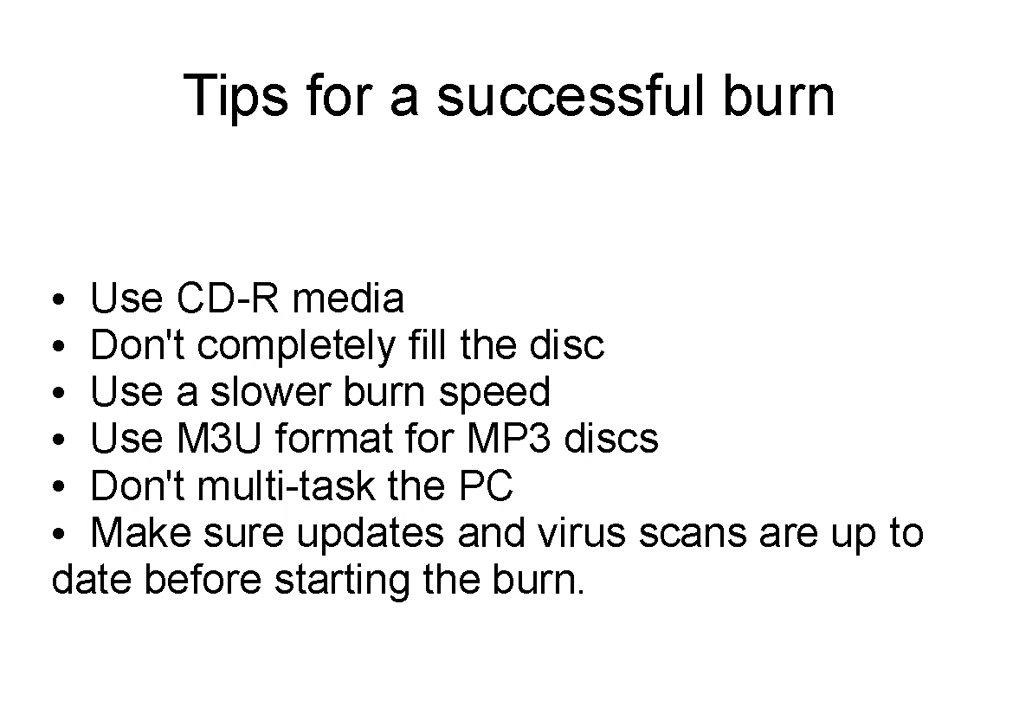 Tips for a successful burn
• Use CD-R media
• Don't completely fill the disc
• Use a slower burn speed
• Use M3U format for MP3 discs
• Don't multi-task the PC
• Make sure updates and virus scans are up to
date before starting the burn.